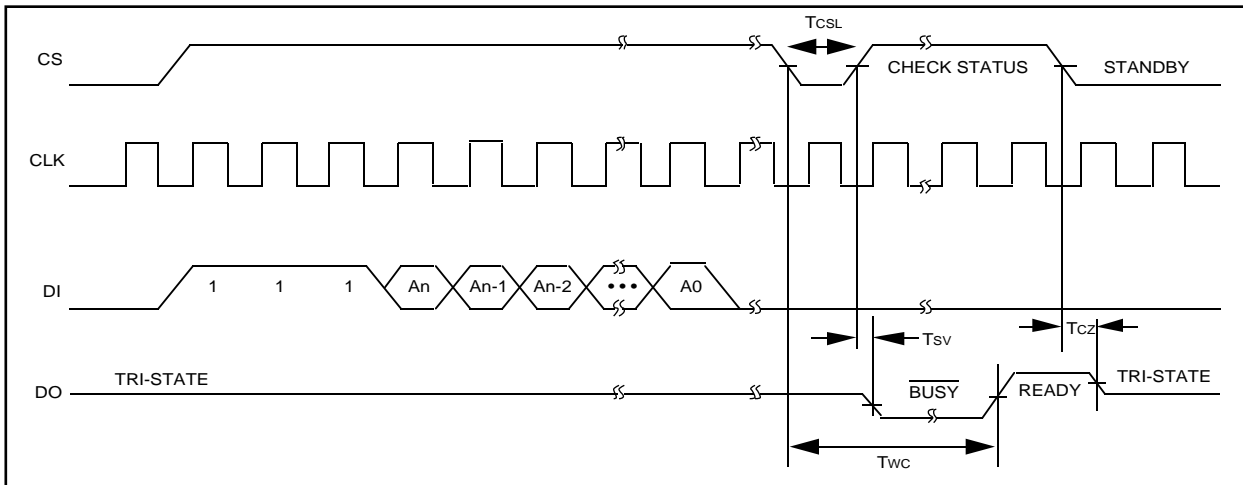 TCSL
CS
CHECK STATUS
STANDBY
CLK
DI
1 1 1 An An-1 An-2 ••• A0
TSV
TCZ
DO
TRI-STATE
BUSY
READY
TRI-STATE
TWC